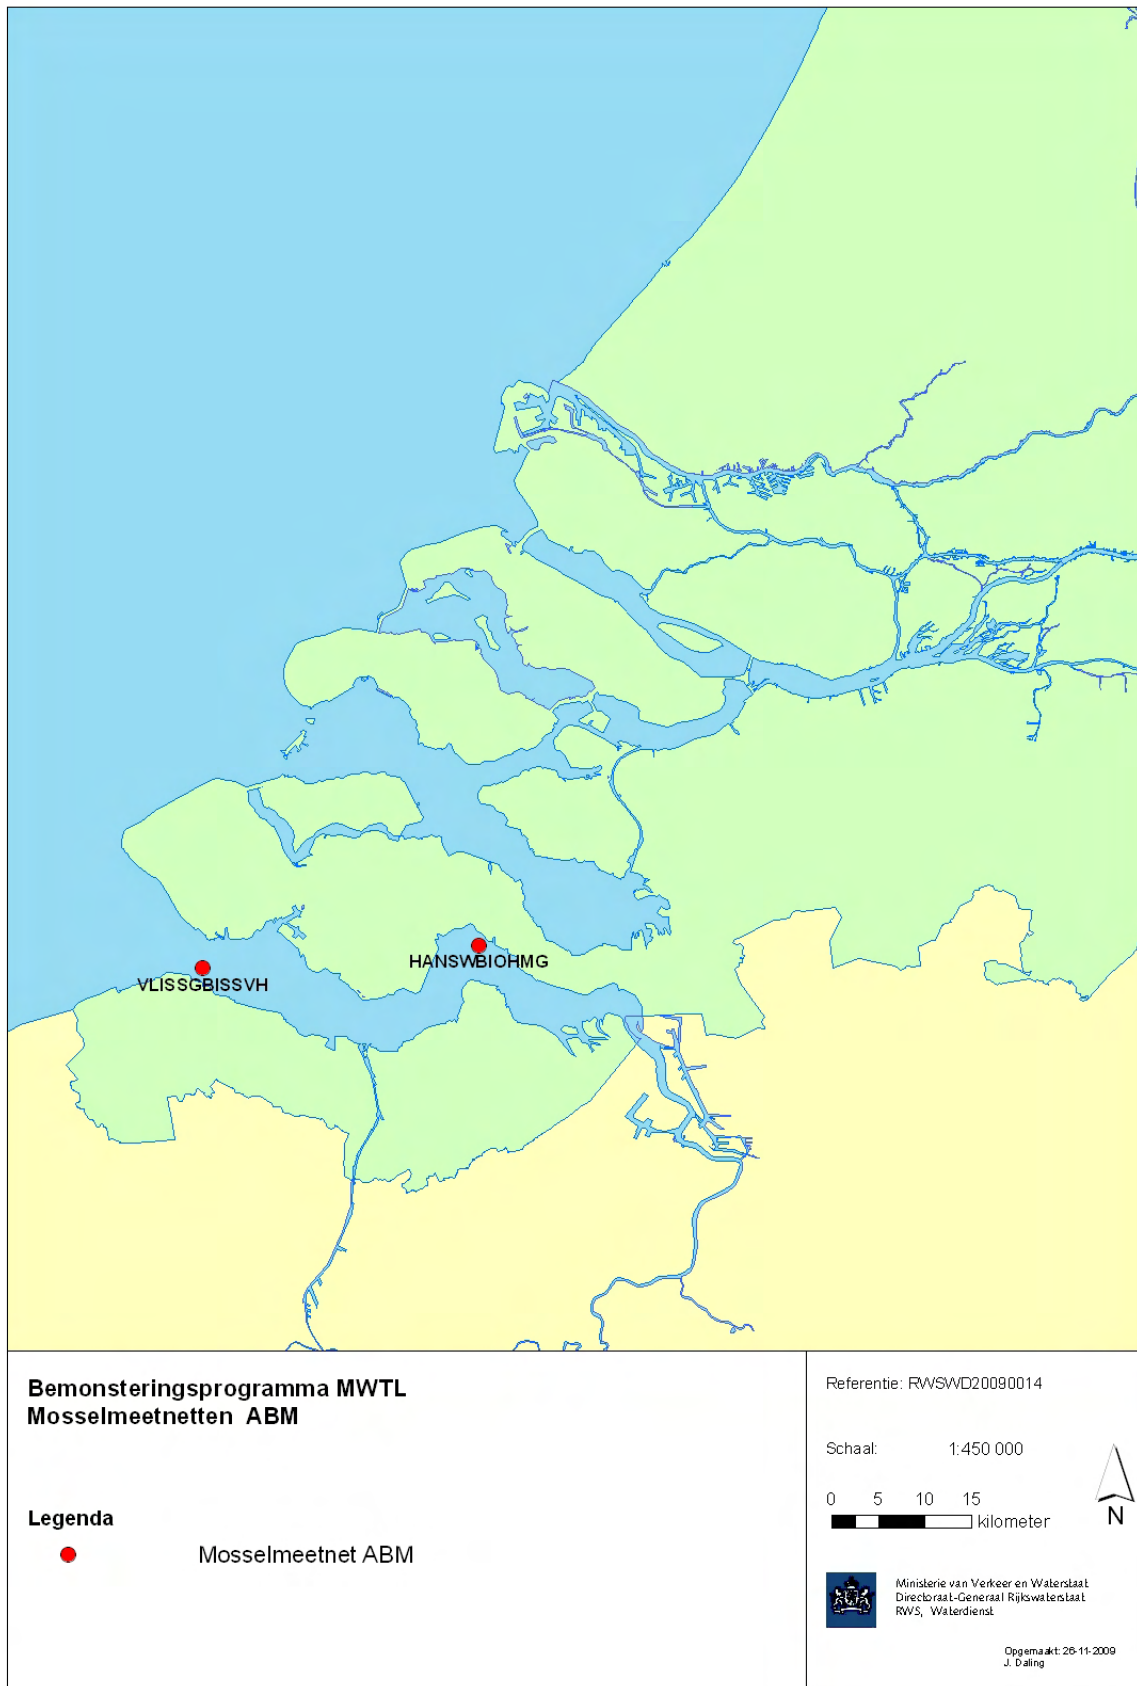 HANSWBIOHMG
VLISSGBISSVH
Bemonsteringsprogramma MWTL
Mosselmeetnetten ABM
Legenda
Mosselmeetnet ABM
Referentie: RWSWD20090014
Schaal: 1:450 000
0 5 10 15
kilometer
N
Ministerie van Verkeer en Waterstaat
Directoraat-Generaal Rijkswaterstaat
RWS, Waterdienst
Opgemaakt: 26-11-2009
J. Daling